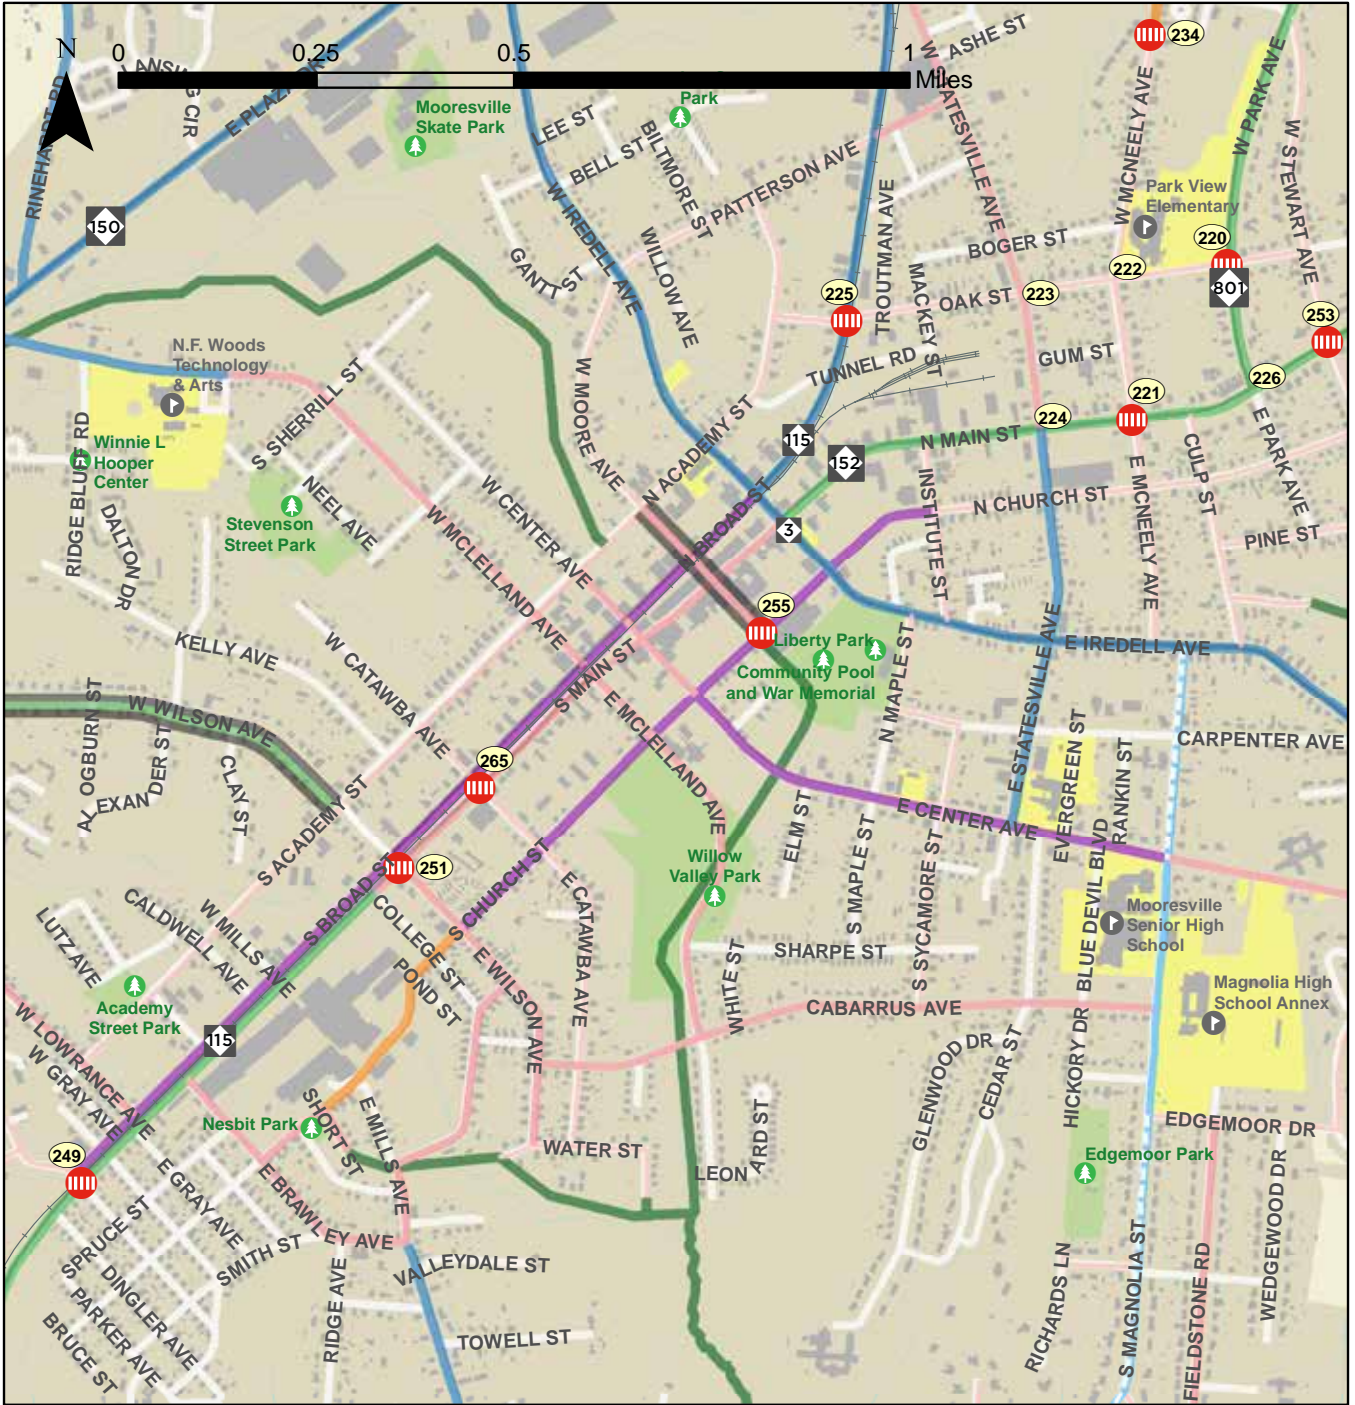 N
0
0.25
0.5
1
Miles
LANSING CIR
RINEHARDT RD
E PLAZA DR
150
Mooresville
Skate Park
Park
LEE ST
BELL ST
BILTMORE ST
PATTERSON AVE
W STATESVILLE AVE
ASHE ST
234
W MCNEELY AVE
W PARK AVE
W STEWART AVE
Park View
Elementary
W IREDELL AVE
WILLOW AVE
GANTT ST
TROUTMAN AVE
MACKEY ST
BOGER ST
220
222
801
225
OAK ST
223
253
N.F. Woods
Technology
& Arts
S SHERRILL ST
W MOORE AVE
TUNNEL RD
GUM ST
226
221
224
N ACADEMY ST
115
152
N MAIN ST
E PARK AVE
CULP ST
RIDGE BLUFF RD
Winnie L
Hooper
Center
DALTON DR
NEEL AVE
Stevenson
Street Park
W CENTER AVE
W MCLELLAND AVE
N BROAD ST
3
INSTITUTE ST
N CHURCH ST
E MCNEELY AVE
PINE ST
255
Liberty Park
Community Pool
and War Memorial
KELLY AVE
W CATAWBA AVE
S MAIN ST
E MCLELLAND AVE
N MAPLE ST
E STATESVILLE AVE
E IREDELL AVE
W WILSON AVE
OGBURN ST
ALEXANDER ST
CLAY ST
265
EVERGREEN ST
RANKIN ST
CARPENTER AVE
S ACADEMY ST
251
S CHURCH ST
Willow
Valley Park
ELM ST
S MAPLE ST
E CENTER AVE
S SYCAMORE ST
BLUE DEVIL BLVD
Mooresville
Senior High
School
LUTZ AVE
CALDWELL AVE
W MILLS AVE
S BROAD ST
COLLEGE ST
POND ST
E WILSON AVE
E CATAWBA AVE
WHITE ST
SHARPE ST
CABARRUS AVE
Magnolia High
School Annex
Academy
Street Park
115
W LOWRANCE AVE
W GRAY AVE
249
Nesbit Park
SHORT ST
E MILLS AVE
WATER ST
LEONARD ST
GLENWOOD DR
CEDAR ST
HICKORY DR
EDGEMOOR DR
Edgemoor Park
SPRUCE ST
E GRAY AVE
E BRAWLEY AVE
SMITH ST
VALLEYDALE ST
S PARKER AVE
DINGLER AVE
BRUCE ST
RIDGE AVE
TOWELL ST
RICHARDS LN
S MAGNOLIA ST
FIELDSTONE RD
WEDGEWOOD DR